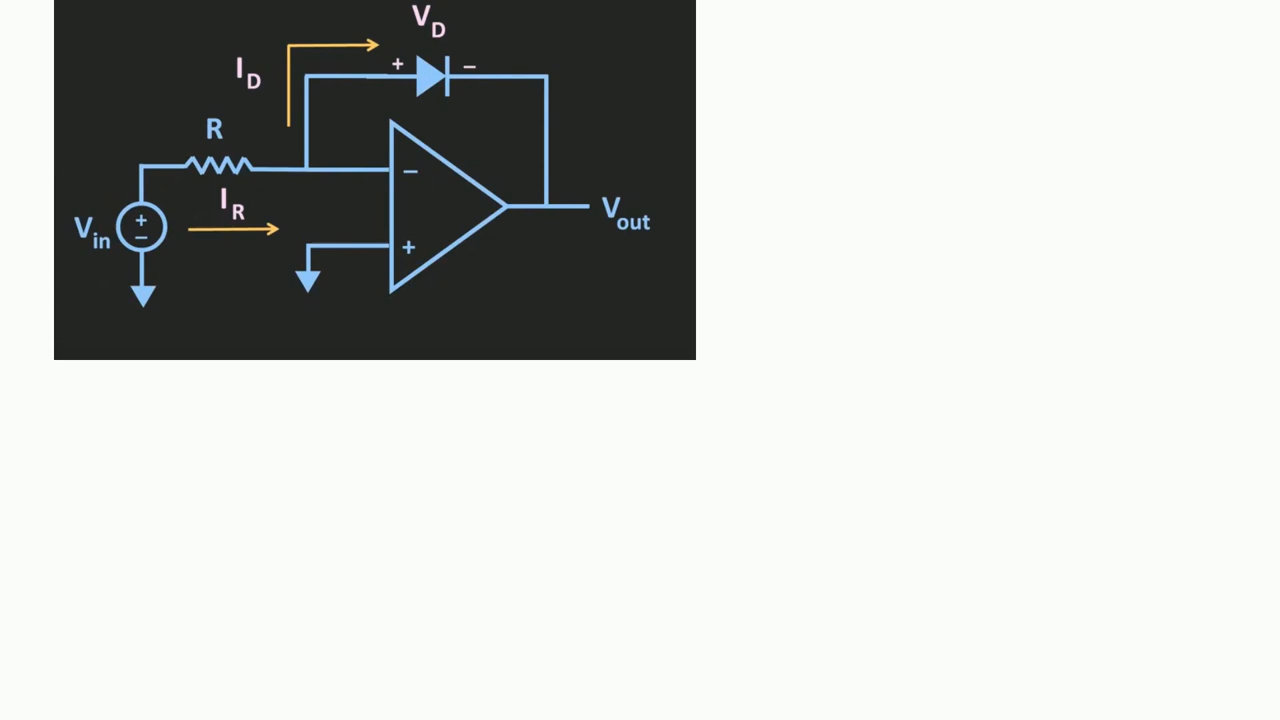 V_D
+ −
I_D
R
I_R
V_in
+
−
−
+
V_out